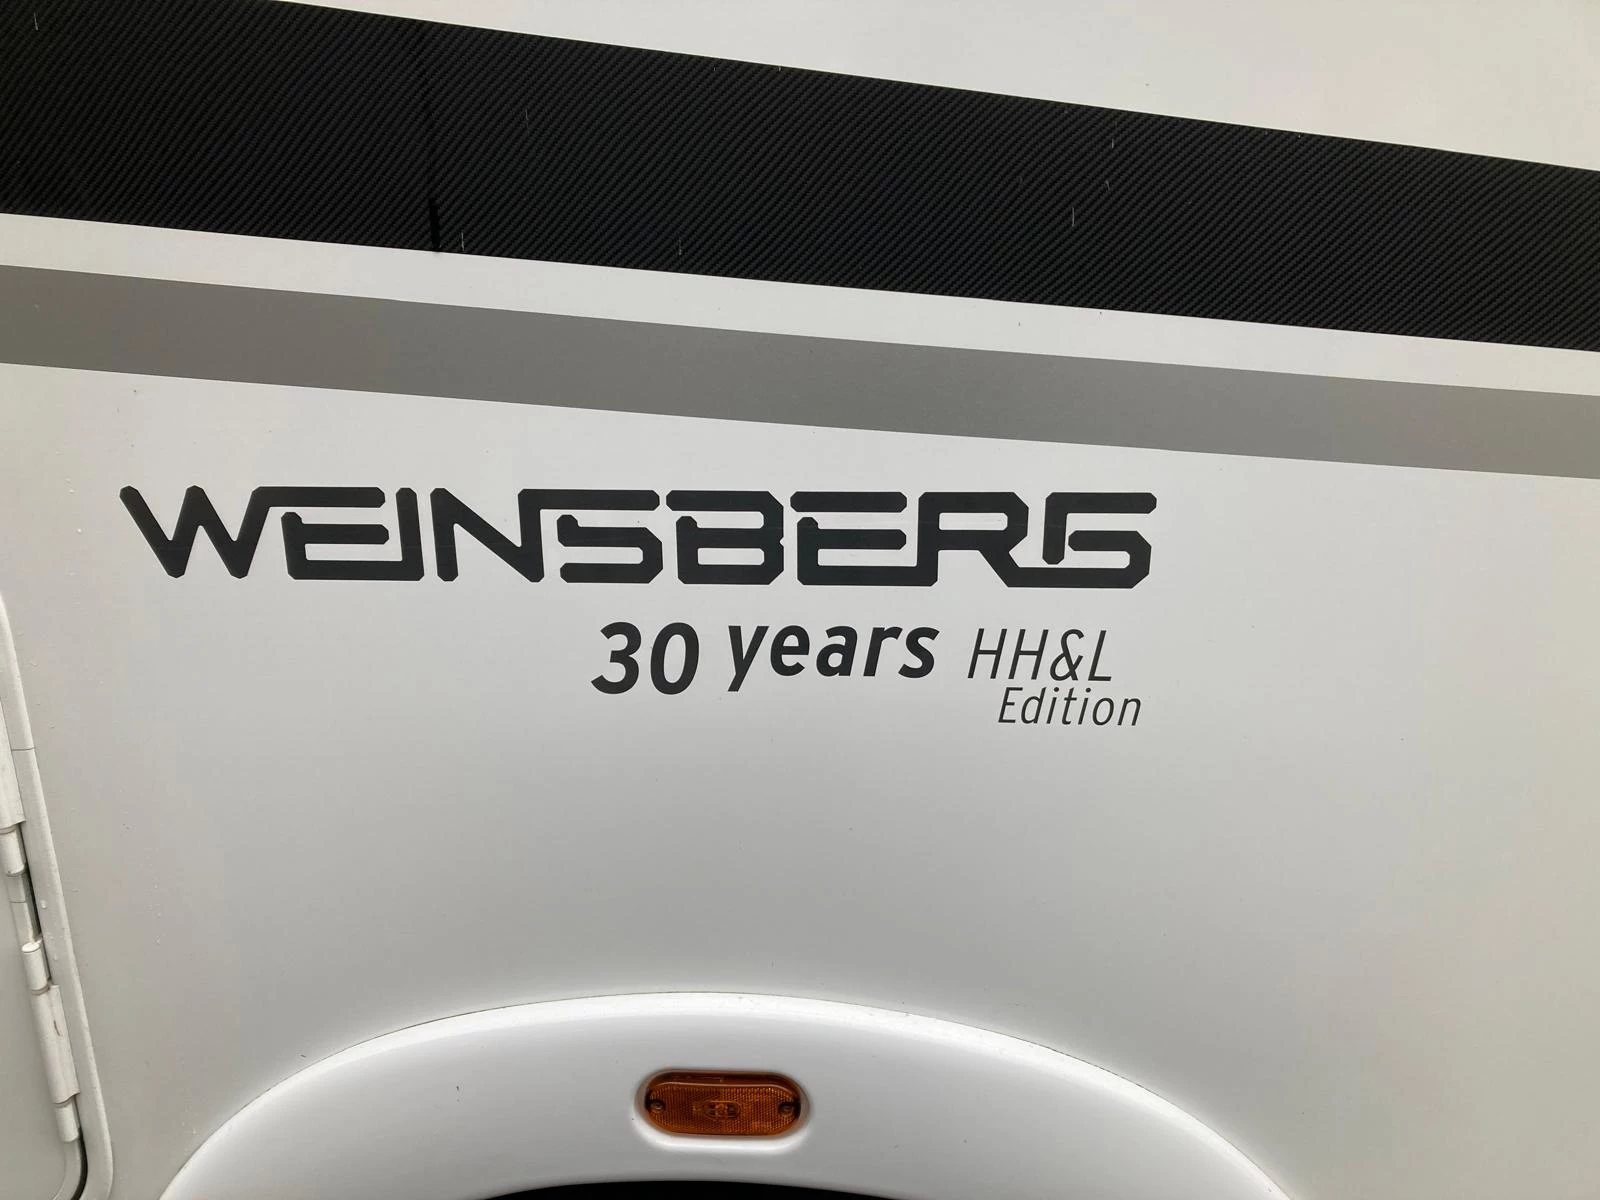 WEINSBERG
30 years HH&L
Edition